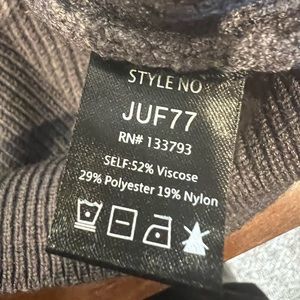 STYLE NO
JUF77
RN# 133793
SELF:52% Viscose
29% Polyester 19% Nylon